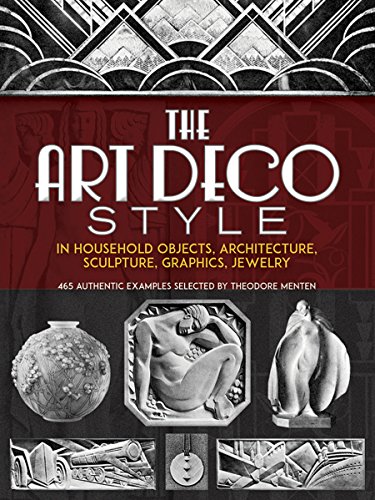 THE
ART DECO
STYLE
IN HOUSEHOLD OBJECTS, ARCHITECTURE,
SCULPTURE, GRAPHICS, JEWELRY
465 AUTHENTIC EXAMPLES SELECTED BY THEODORE MENTEN